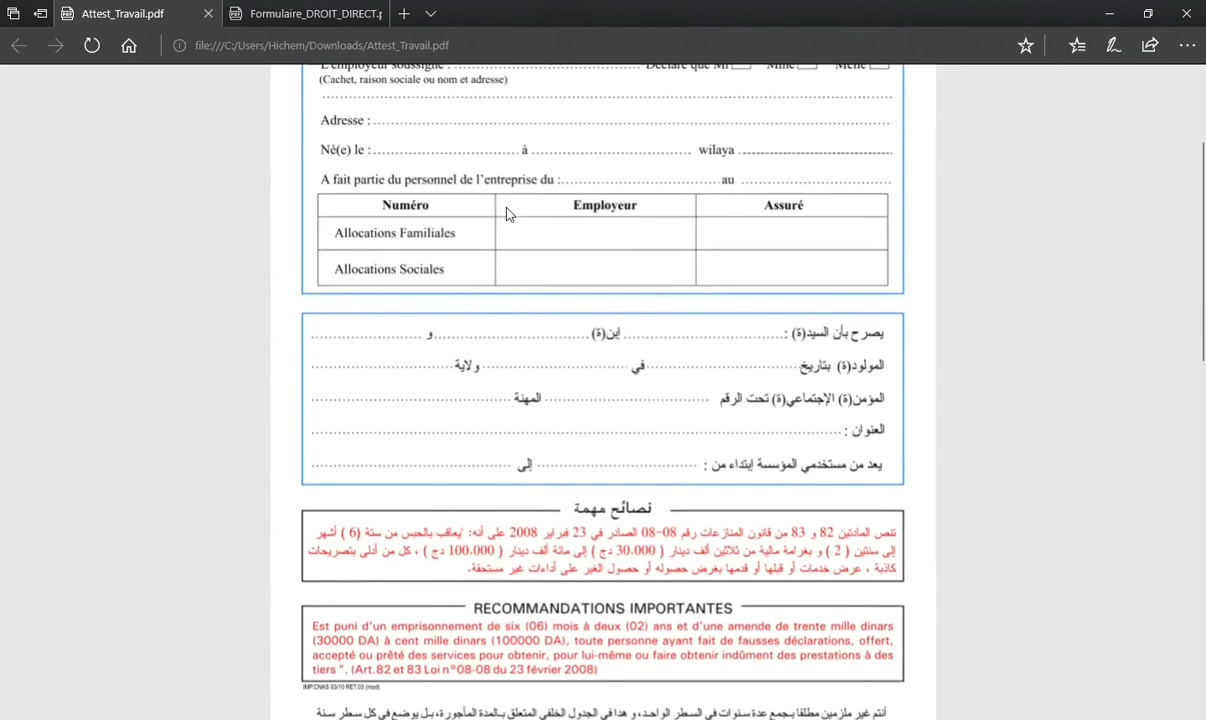 Attest_Travail.pdf
Formulaire_DROIT_DIRECT.p
file:///C:/Users/Hichem/Downloads/Attest_Travail.pdf
L'employeur soussigné : ........................................ Déclare que Mr Mme Melle
(Cachet, raison sociale ou nom et adresse)
Adresse :
Né(e) le : à wilaya
A fait partie du personnel de l'entreprise du : au
Numéro Employeur Assuré
Allocations Familiales
Allocations Sociales
يصرح بأن السيد(ة) : إبن(ة) و
المولود(ة) بتاريخ في ولاية
المؤمن(ة) الإجتماعي(ة) تحت الرقم المهنة
العنوان :
يعد من مستخدمي المؤسسة إبتداء من : إلى
نصائح مهمة
تنص المادتين 82 و 83 من قانون المنازعات رقم 08-08 الصادر في 23 فبراير 2008 على أنه: "يعاقب بالحبس من ستة (6 ) أشهر
إلى سنتين ( 2 ) و بغرامة مالية من ثلاثين ألف دينار ( 30.000 دج ) إلى مائة ألف دينار ( 100.000 دج ) ، كل من أدلى بتصريحات
كاذبة ، عرض خدمات أو قبلها أو قدمها بغرض حصوله أو حصول الغير على أداءات غير مستحقة.
RECOMMANDATIONS IMPORTANTES
Est puni d'un emprisonnement de six (06) mois à deux (02) ans et d'une amende de trente mille dinars
(30000 DA) à cent mille dinars (100000 DA), toute personne ayant fait de fausses déclarations, offert,
accepté ou prêté des services pour obtenir, pour lui-même ou faire obtenir indûment des prestations à des
tiers ". (Art.82 et 83 Loi n°08-08 du 23 février 2008)
IMP.CNAS 03/10 RET.03 (mod)
أنتم غير ملزمين مطلقا بجمع عدة سنوات في السطر الواحد، و هذا في الجدول الخلفي المتعلق بالمدة المأجورة، بل يوضع في كل سطر سنة